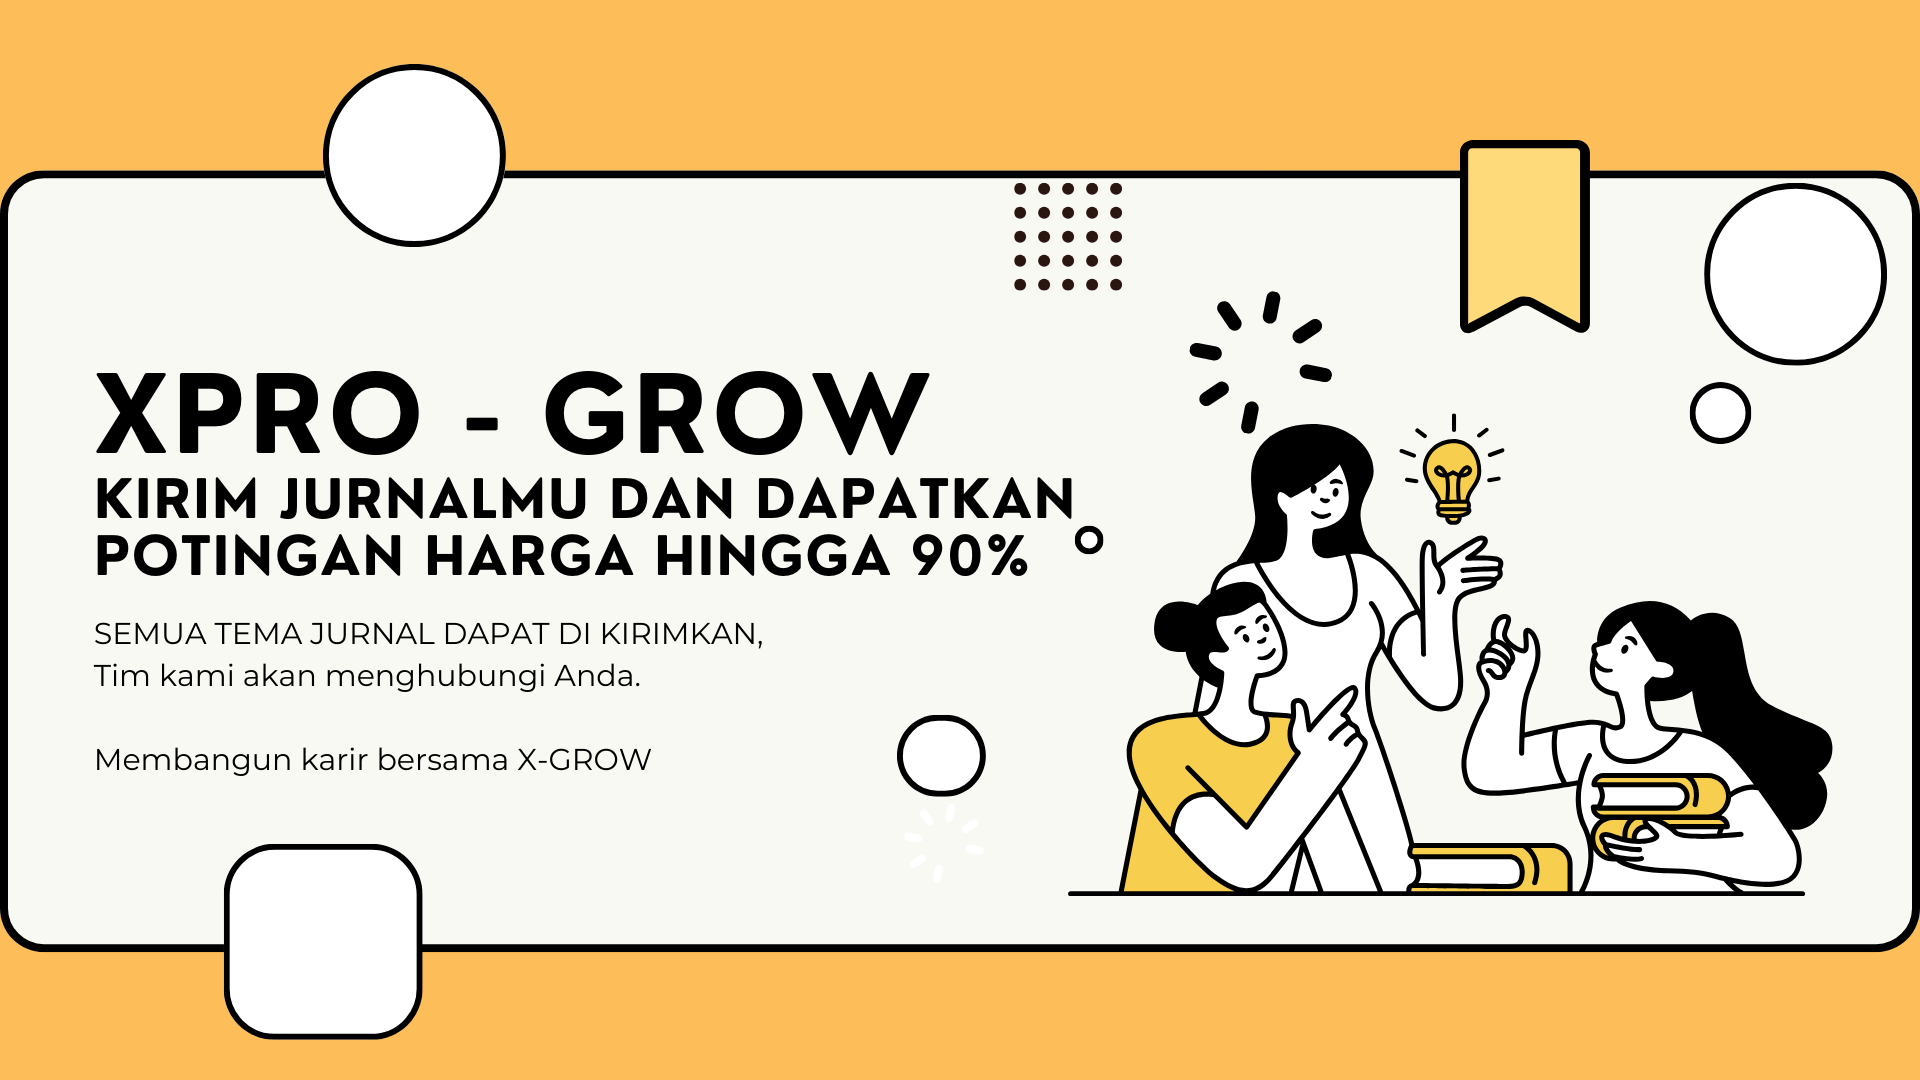 XPRO - GROW
KIRIM JURNALMU DAN DAPATKAN
POTINGAN HARGA HINGGA 90%
SEMUA TEMA JURNAL DAPAT DI KIRIMKAN,
Tim kami akan menghubungi Anda.
Membangun karir bersama X-GROW